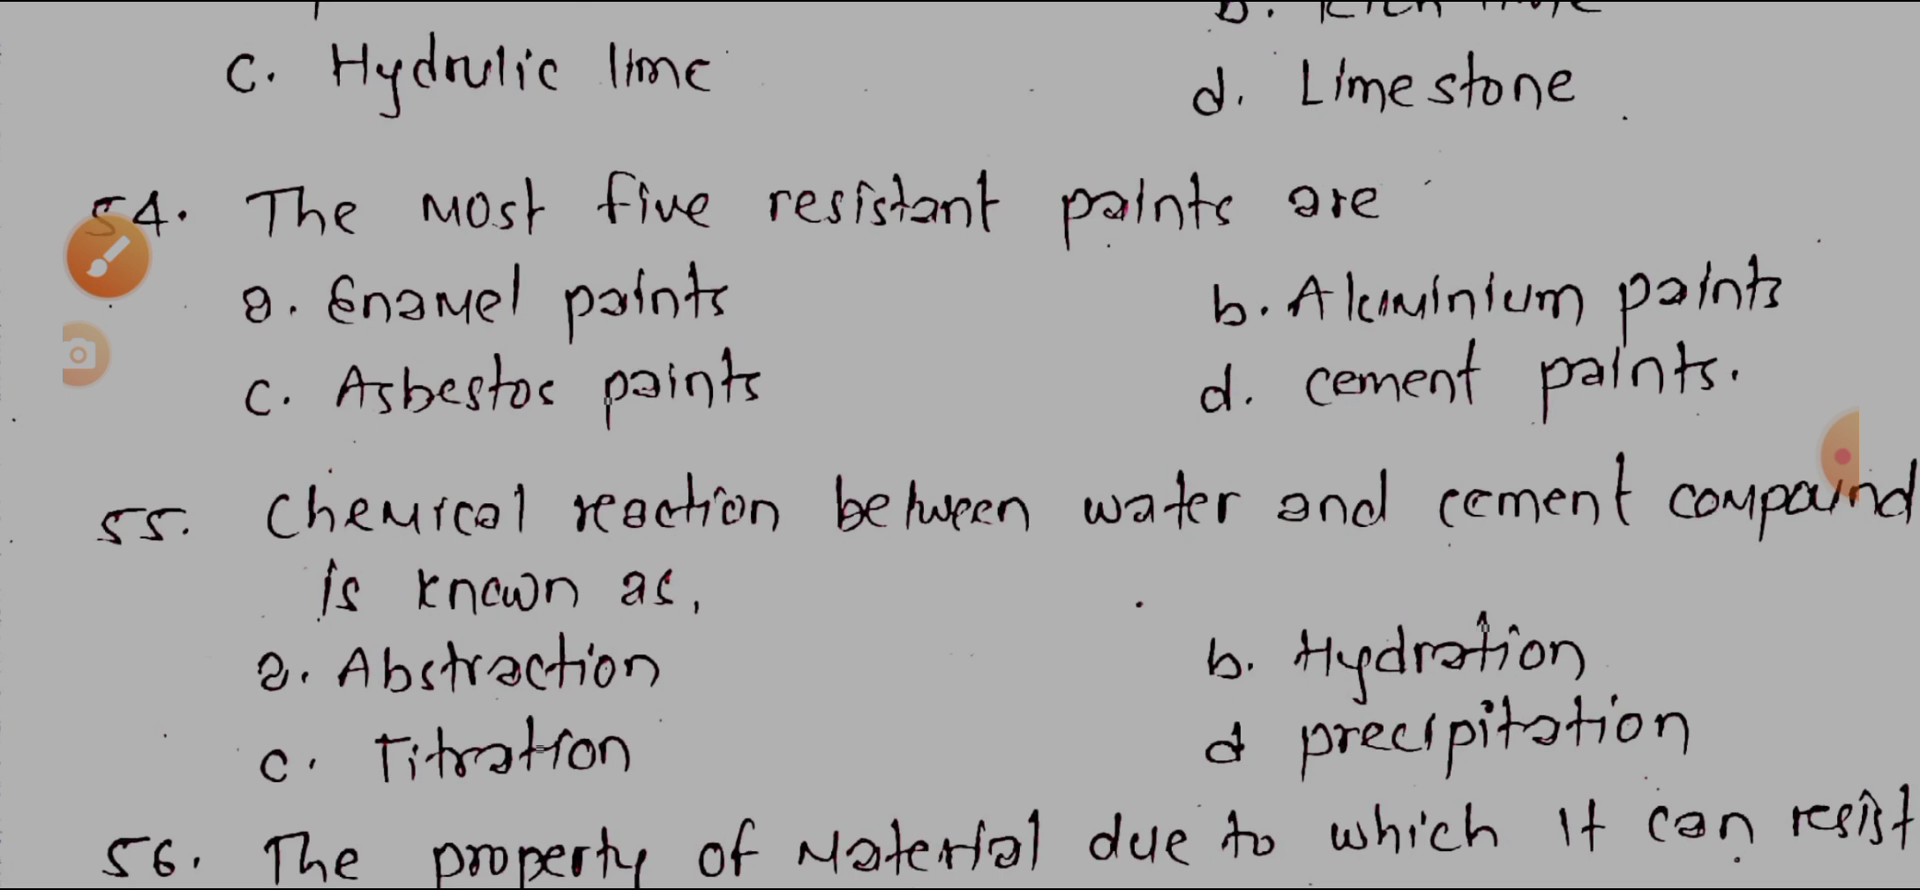 c. Hydrulic lime
d. Lime stone
54. The most five resistant paints are
a. Enamel paints
b. Aluminium paints
c. Asbestos paints
d. cement paints.
55. chemical reaction between water and cement compound
is known as,
a. Abstraction
b. Hydration
c. Titration
d precipitation
56. The property of Material due to which it can resist